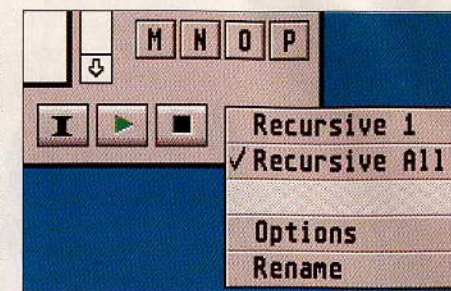 M N O P
I
Recursive 1
✓ Recursive All
Options
Rename